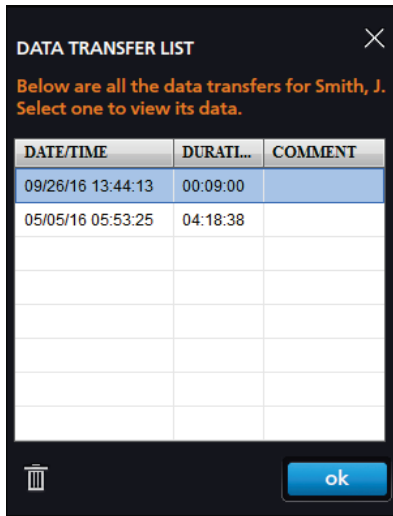 DATA TRANSFER LIST
Below are all the data transfers for Smith, J.
Select one to view its data.
DATE/TIME DURATI... COMMENT
09/26/16 13:44:13 00:09:00
05/05/16 05:53:25 04:18:38
ok